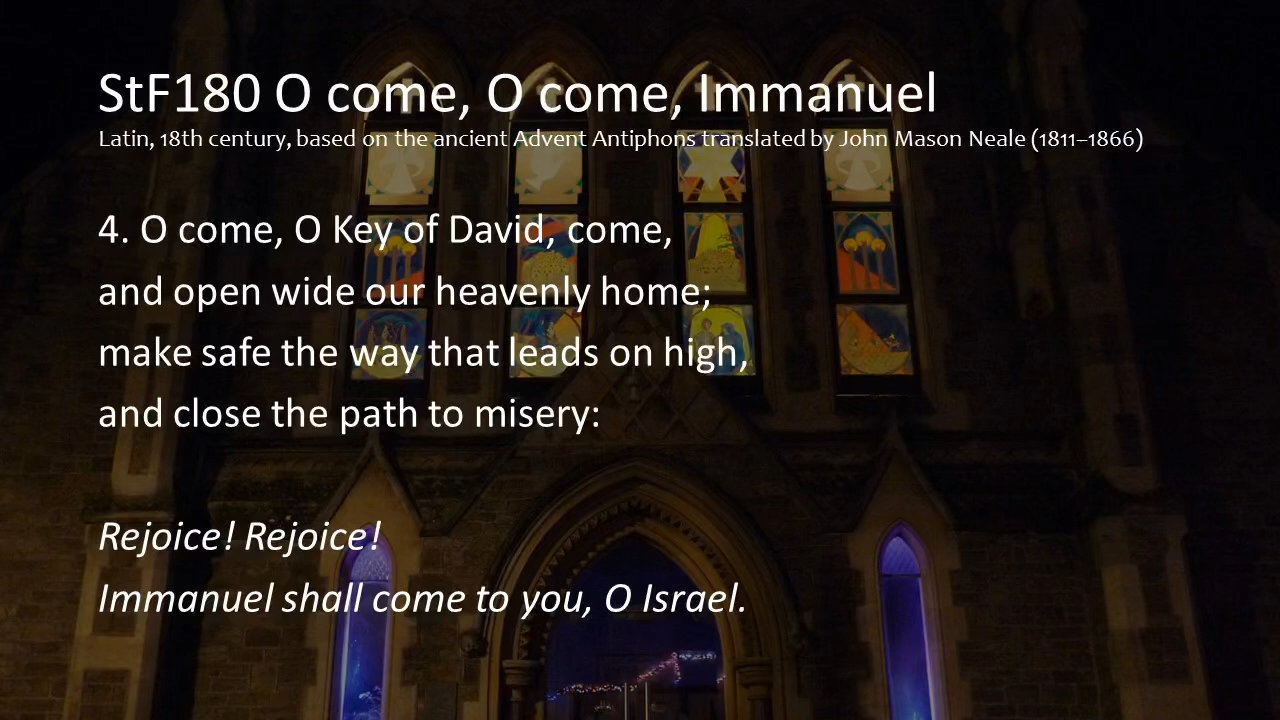 StF180 O come, O come, Immanuel
Latin, 18th century, based on the ancient Advent Antiphons translated by John Mason Neale (1811–1866)
4. O come, O Key of David, come,
and open wide our heavenly home;
make safe the way that leads on high,
and close the path to misery:
Rejoice! Rejoice!
Immanuel shall come to you, O Israel.